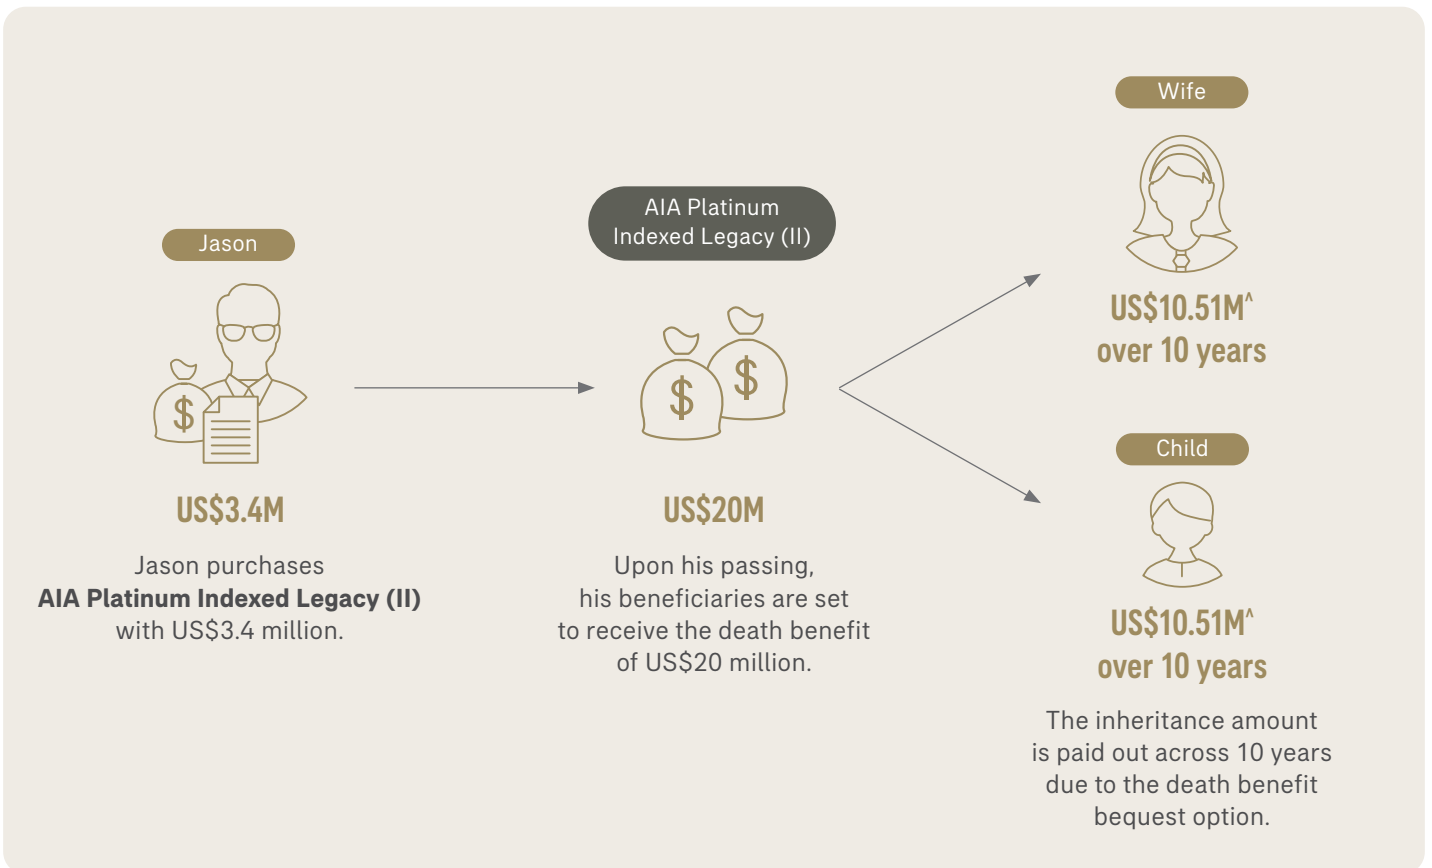 Jason
US$3.4M
Jason purchases
AIA Platinum Indexed Legacy (II)
with US$3.4 million.
AIA Platinum
Indexed Legacy (II)
$
$
$
US$20M
Upon his passing,
his beneficiaries are set
to receive the death benefit
of US$20 million.
Wife
US$10.51M^
over 10 years
Child
US$10.51M^
over 10 years
The inheritance amount
is paid out across 10 years
due to the death benefit
bequest option.